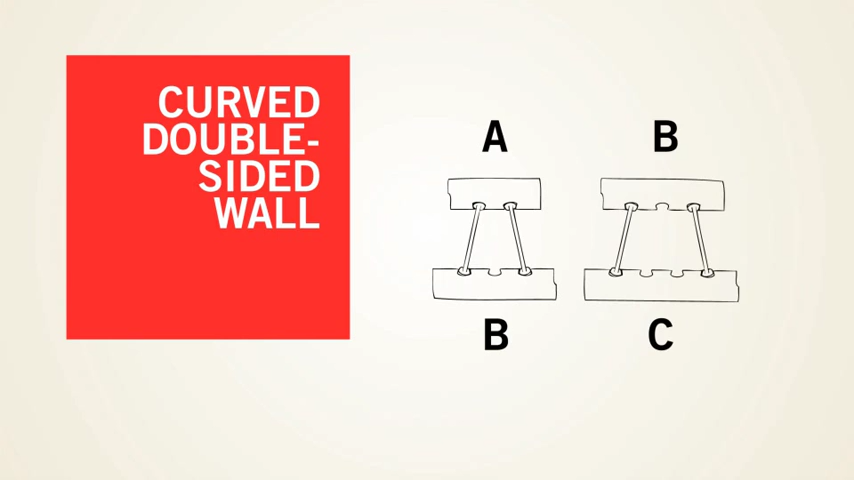 CURVED
DOUBLE-
SIDED
WALL
A B
B C